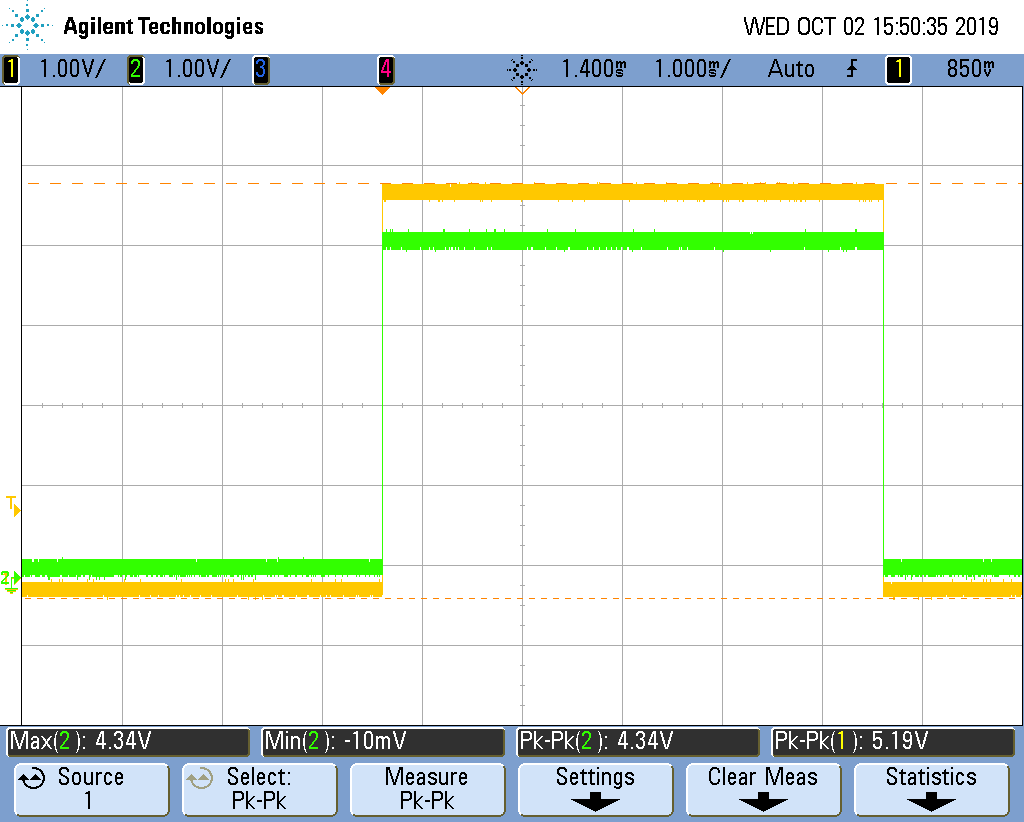 Agilent Technologies WED OCT 02 15:50:35 2019
1 1.00V/ 2 1.00V/ 3 4 1.400ms 1.000ms/ Auto 1 850mV
T
2
Max(2): 4.34V Min(2): -10mV Pk-Pk(2): 4.34V Pk-Pk(1): 5.19V
Source Select: Measure Settings Clear Meas Statistics
1 Pk-Pk Pk-Pk